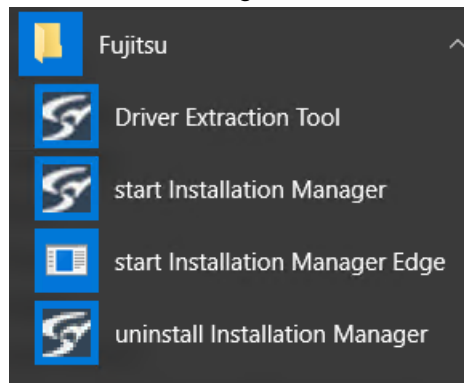 Fujitsu
Driver Extraction Tool
start Installation Manager
start Installation Manager Edge
uninstall Installation Manager